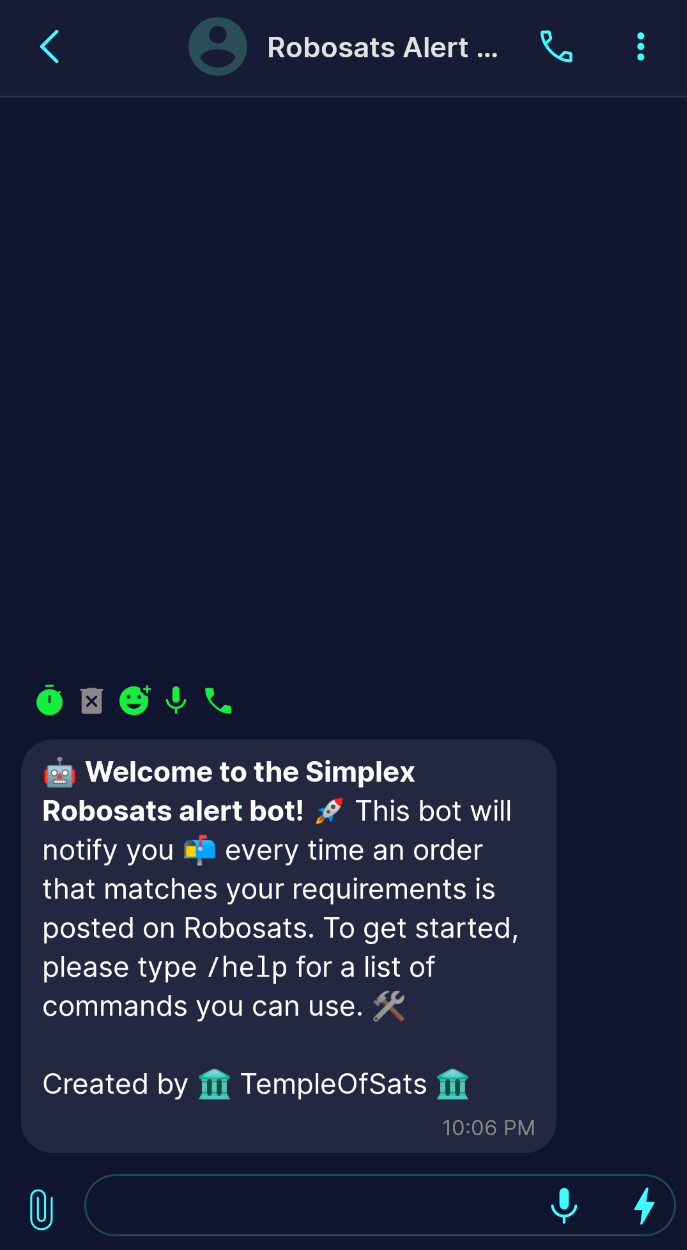 Robosats Alert ...
🤖 Welcome to the Simplex
Robosats alert bot! 🚀 This bot will
notify you 📬 every time an order
that matches your requirements is
posted on Robosats. To get started,
please type /help for a list of
commands you can use. 🛠️
Created by 🏛️ TempleOfSats 🏛️
10:06 PM